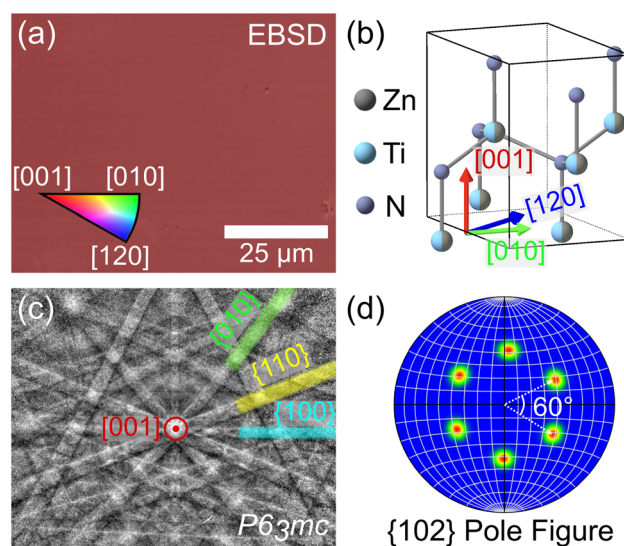 (a)
EBSD
[001]
[010]
[120]
25 μm
(b)
Zn
Ti
N
[001]
[120]
[010]
(c)
{010}
{110}
{100}
[001]
P6₃mc
(d)
60°
{102} Pole Figure